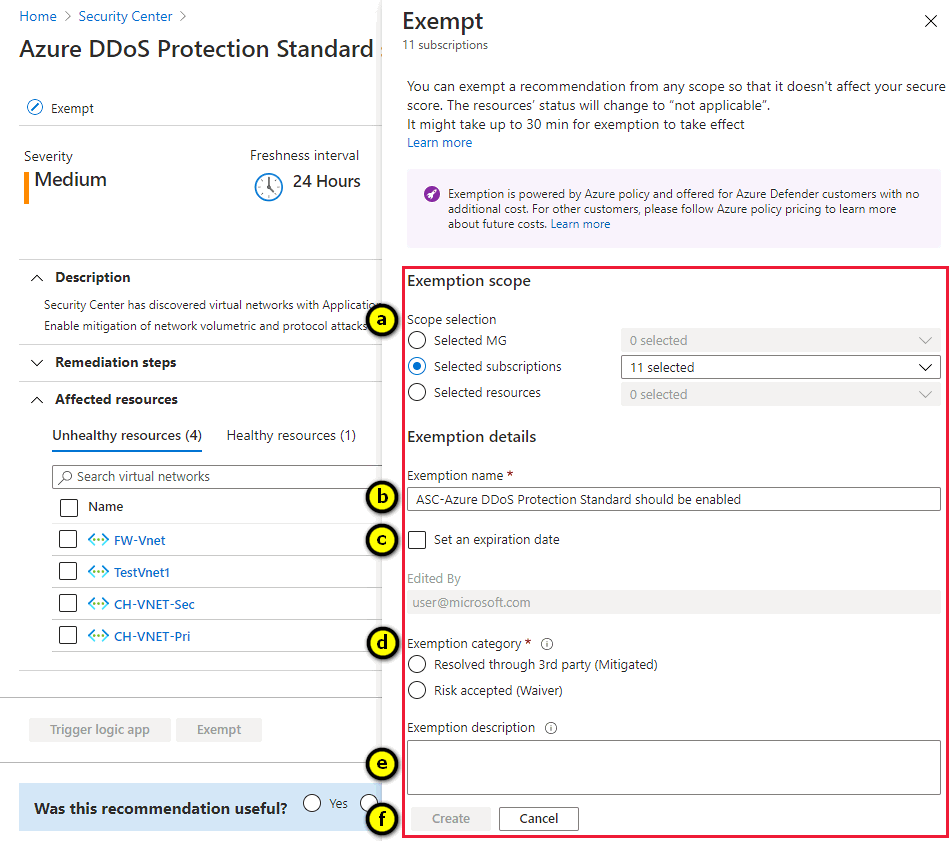 Home > Security Center >
Azure DDoS Protection Standard
Exempt
Severity
Medium
Freshness interval
24 Hours
Description
Security Center has discovered virtual networks with Application
Enable mitigation of network volumetric and protocol attacks
Remediation steps
Affected resources
Unhealthy resources (4) Healthy resources (1)
Search virtual networks
Name
FW-Vnet
TestVnet1
CH-VNET-Sec
CH-VNET-Pri
Trigger logic app Exempt
Was this recommendation useful? Yes
Exempt
11 subscriptions
You can exempt a recommendation from any scope so that it doesn't affect your secure
score. The resources’ status will change to “not applicable”.
It might take up to 30 min for exemption to take effect
Learn more
Exemption is powered by Azure policy and offered for Azure Defender customers with no
additional cost. For other customers, please follow Azure policy pricing to learn more
about future costs. Learn more
Exemption scope
a
Scope selection
Selected MG 0 selected
Selected subscriptions 11 selected
Selected resources 0 selected
Exemption details
Exemption name *
b
ASC-Azure DDoS Protection Standard should be enabled
c
Set an expiration date
Edited By
user@microsoft.com
d
Exemption category *
Resolved through 3rd party (Mitigated)
Risk accepted (Waiver)
Exemption description
e
f
Create Cancel